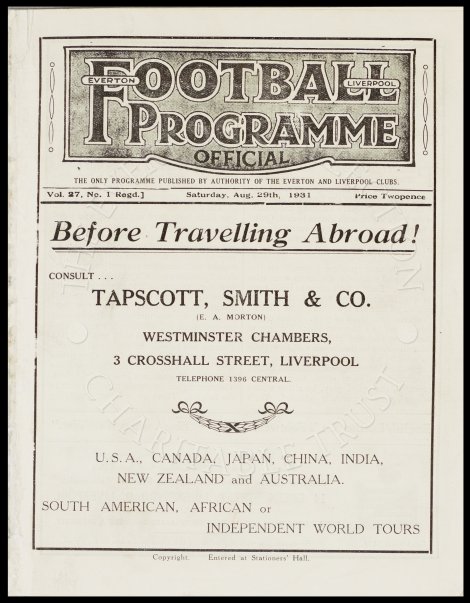 FOOTBALL
EVERTON
LIVERPOOL
PROGRAMME
OFFICIAL
THE ONLY PROGRAMME PUBLISHED BY AUTHORITY OF THE EVERTON AND LIVERPOOL CLUBS.
Vol. 27, No. 1 Regd.] Saturday, Aug. 29th, 1931 Price Twopence
Before Travelling Abroad!
CONSULT . . .
TAPSCOTT, SMITH & CO.
(E. A. MORTON)
WESTMINSTER CHAMBERS,
3 CROSSHALL STREET, LIVERPOOL
TELEPHONE 1396 CENTRAL.
U.S.A., CANADA, JAPAN, CHINA, INDIA,
NEW ZEALAND and AUSTRALIA.
SOUTH AMERICAN, AFRICAN or
INDEPENDENT WORLD TOURS
Copyright. Entered at Stationers' Hall.
CHARITABLE TRUST